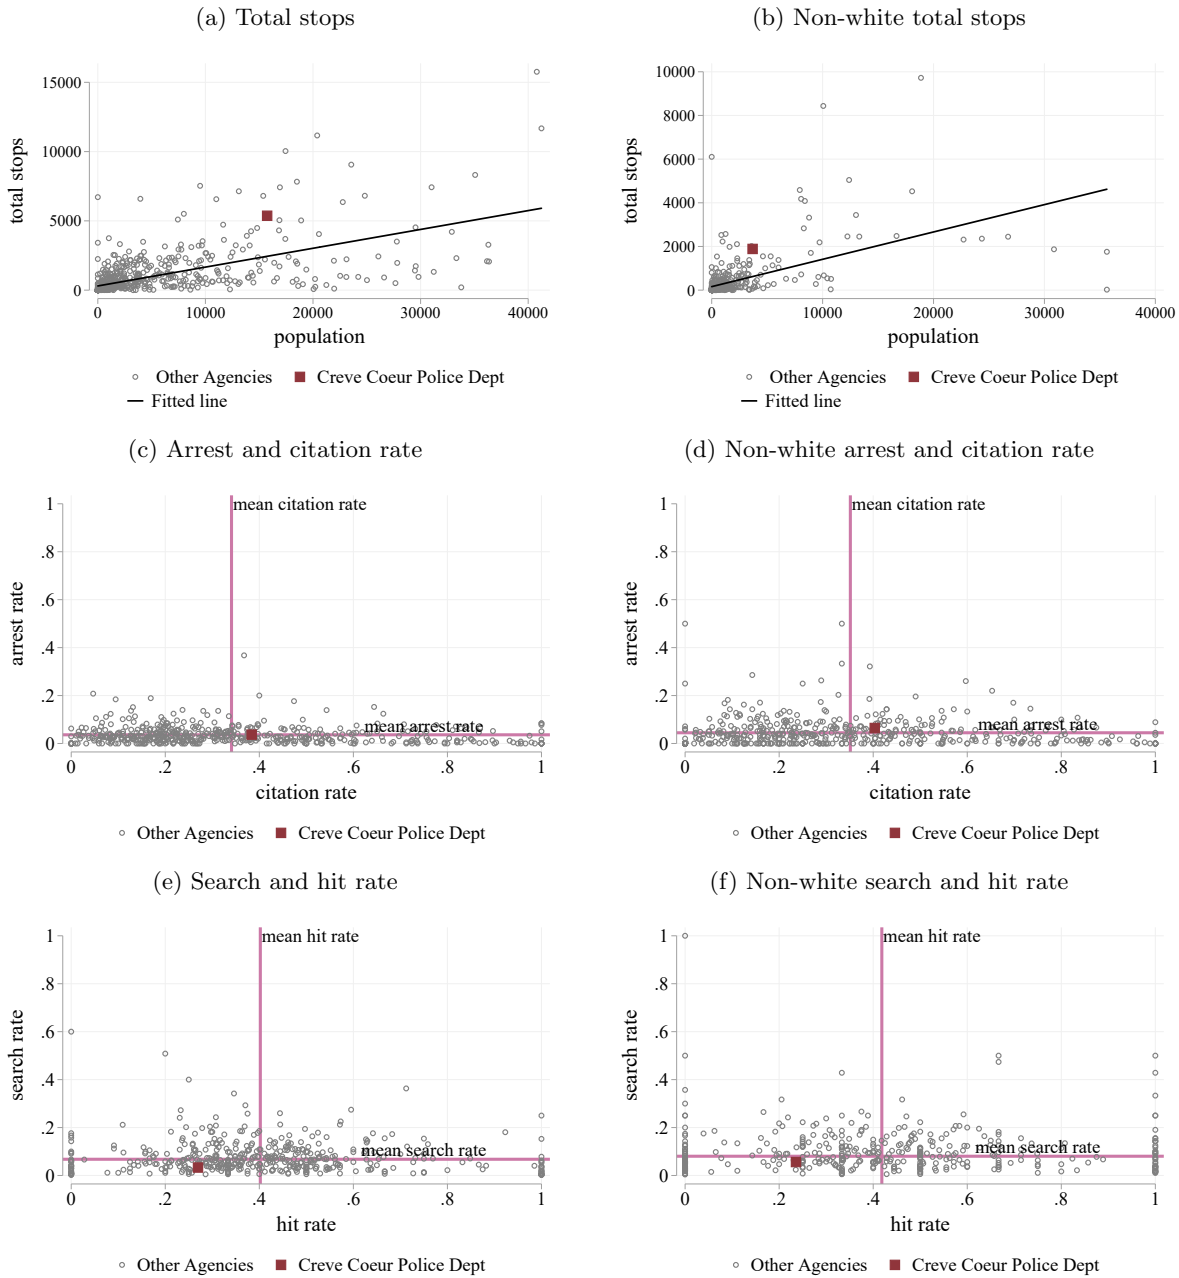 (a) Total stops
(b) Non-white total stops
total stops
15000
10000
5000
0
0 10000 20000 30000 40000
population
Other Agencies Creve Coeur Police Dept
Fitted line
total stops
10000
8000
6000
4000
2000
0
0 10000 20000 30000 40000
population
Other Agencies Creve Coeur Police Dept
Fitted line
(c) Arrest and citation rate
(d) Non-white arrest and citation rate
arrest rate
1
.8
.6
.4
.2
0
mean citation rate
mean arrest rate
0 .2 .4 .6 .8 1
citation rate
Other Agencies Creve Coeur Police Dept
arrest rate
1
.8
.6
.4
.2
0
mean citation rate
mean arrest rate
0 .2 .4 .6 .8 1
citation rate
Other Agencies Creve Coeur Police Dept
(e) Search and hit rate
(f) Non-white search and hit rate
search rate
1
.8
.6
.4
.2
0
mean hit rate
mean search rate
0 .2 .4 .6 .8 1
hit rate
Other Agencies Creve Coeur Police Dept
search rate
1
.8
.6
.4
.2
0
mean hit rate
mean search rate
0 .2 .4 .6 .8 1
hit rate
Other Agencies Creve Coeur Police Dept